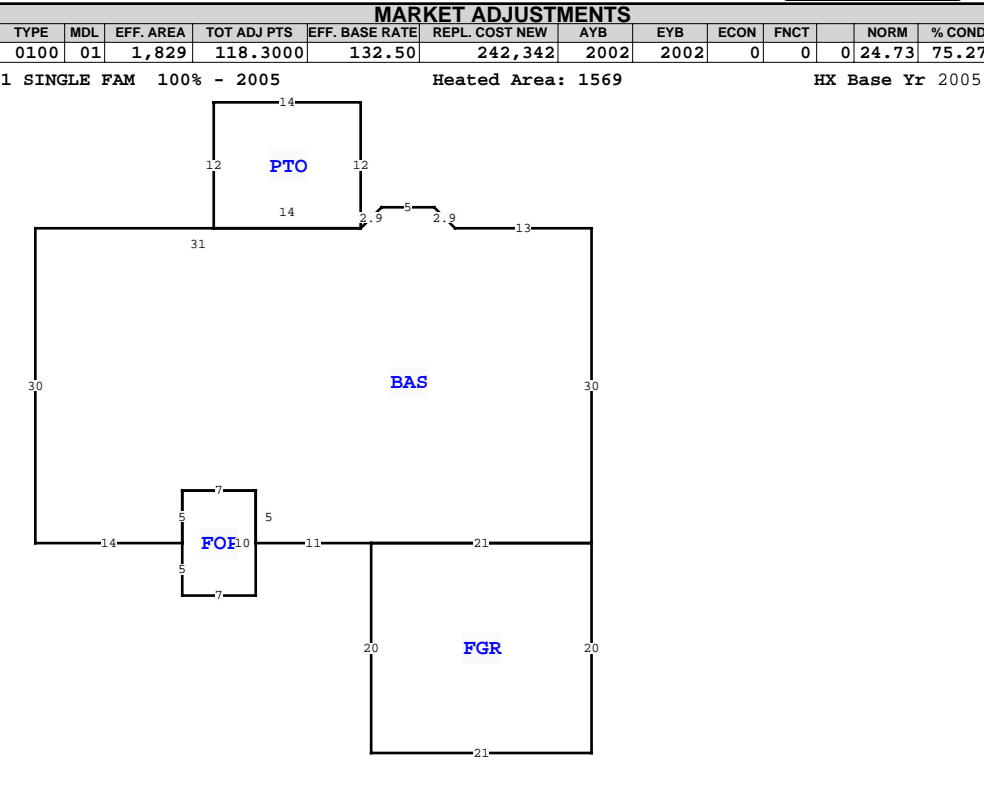 MARKET ADJUSTMENTS
TYPE MDL EFF. AREA TOT ADJ PTS EFF. BASE RATE REPL. COST NEW AYB EYB ECON FNCT NORM % COND
0100 01 1,829 118.3000 132.50 242,342 2002 2002 0 0 0 24.73 75.27
1 SINGLE FAM 100% - 2005 Heated Area: 1569 HX Base Yr 2005
14
12 PTO 12
5
14 2.9 2.9
13
31
30 BAS 30
7
5 5
14 FOP 10 11 21
5
7
20 FGR 20
21